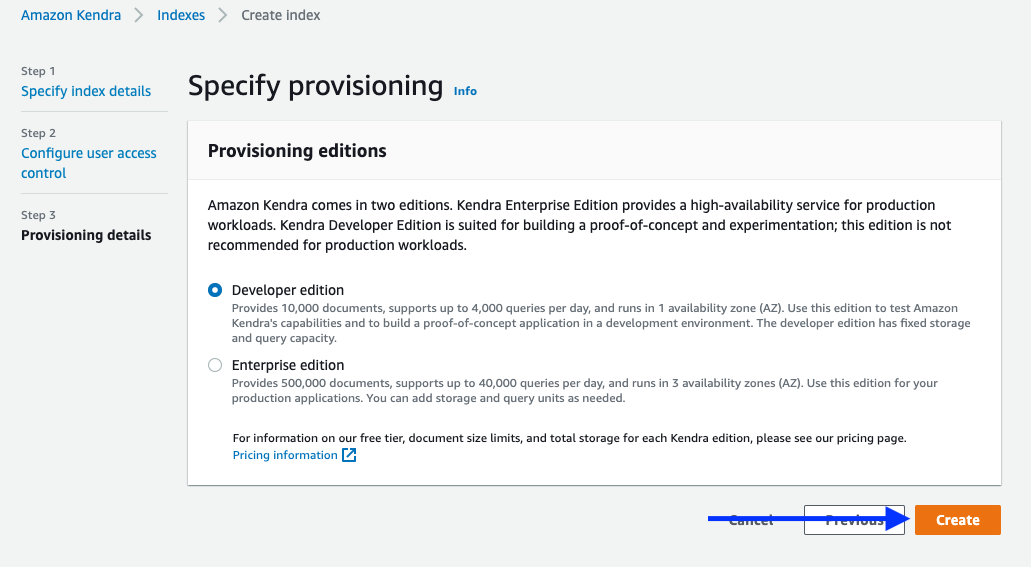 Amazon Kendra > Indexes > Create index
Step 1
Specify index details
Step 2
Configure user access
control
Step 3
Provisioning details
Specify provisioning Info
Provisioning editions
Amazon Kendra comes in two editions. Kendra Enterprise Edition provides a high-availability service for production
workloads. Kendra Developer Edition is suited for building a proof-of-concept and experimentation; this edition is not
recommended for production workloads.
Developer edition
Provides 10,000 documents, supports up to 4,000 queries per day, and runs in 1 availability zone (AZ). Use this edition to test Amazon
Kendra's capabilities and to build a proof-of-concept application in a development environment. The developer edition has fixed storage
and query capacity.
Enterprise edition
Provides 500,000 documents, supports up to 40,000 queries per day, and runs in 3 availability zones (AZ). Use this edition for your
production applications. You can add storage and query units as needed.
For information on our free tier, document size limits, and total storage for each Kendra edition, please see our pricing page.
Pricing information
Cancel Previous Create